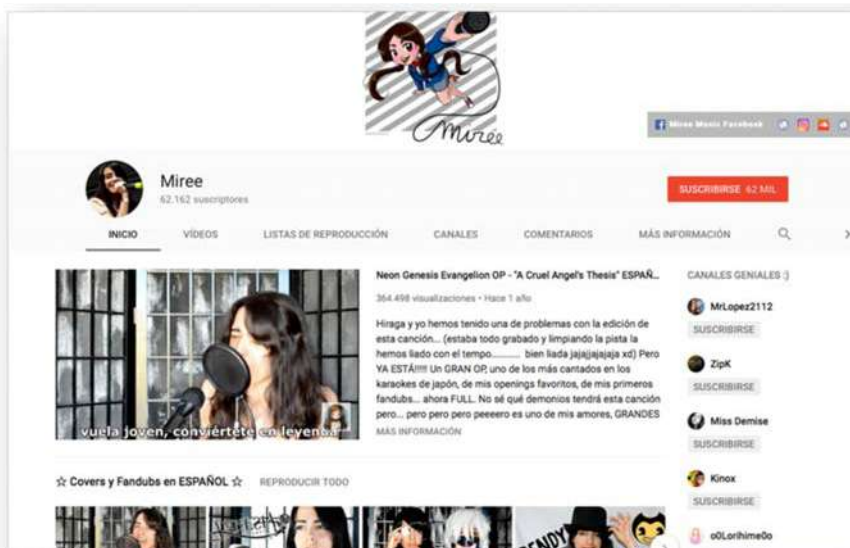 Mirée
Miree Music Facebook
Miree
62.162 suscriptores
SUSCRIBIRSE 62 MIL
INICIO VÍDEOS LISTAS DE REPRODUCCIÓN CANALES COMENTARIOS MÁS INFORMACIÓN
Neon Genesis Evangelion OP - "A Cruel Angel's Thesis" ESPAÑ...
364.498 visualizaciones • Hace 1 año
Hiraga y yo hemos tenido una de problemas con la edición de
esta canción... (estaba todo grabado y limpiando la pista la
hemos liado con el tempo.......... bien liada jajajjajajaja xd) Pero
YA ESTÁ!!!!! Un GRAN OP, uno de los más cantados en los
karaokes de japón, de mis openings favoritos, de mis primeros
fandubs... ahora FULL. No sé qué demonios tendrá esta canción
pero... pero pero pero peeeero es uno de mis amores, GRANDES
MÁS INFORMACIÓN
vuela joven, conviértete en leyenda
CANALES GENIALES :)
MrLopez2112
SUSCRIBIRSE
ZipK
SUSCRIBIRSE
Miss Demise
SUSCRIBIRSE
Kinox
SUSCRIBIRSE
o0Lorihime0o
☆ Covers y Fandubs en ESPAÑOL ☆ REPRODUCIR TODO